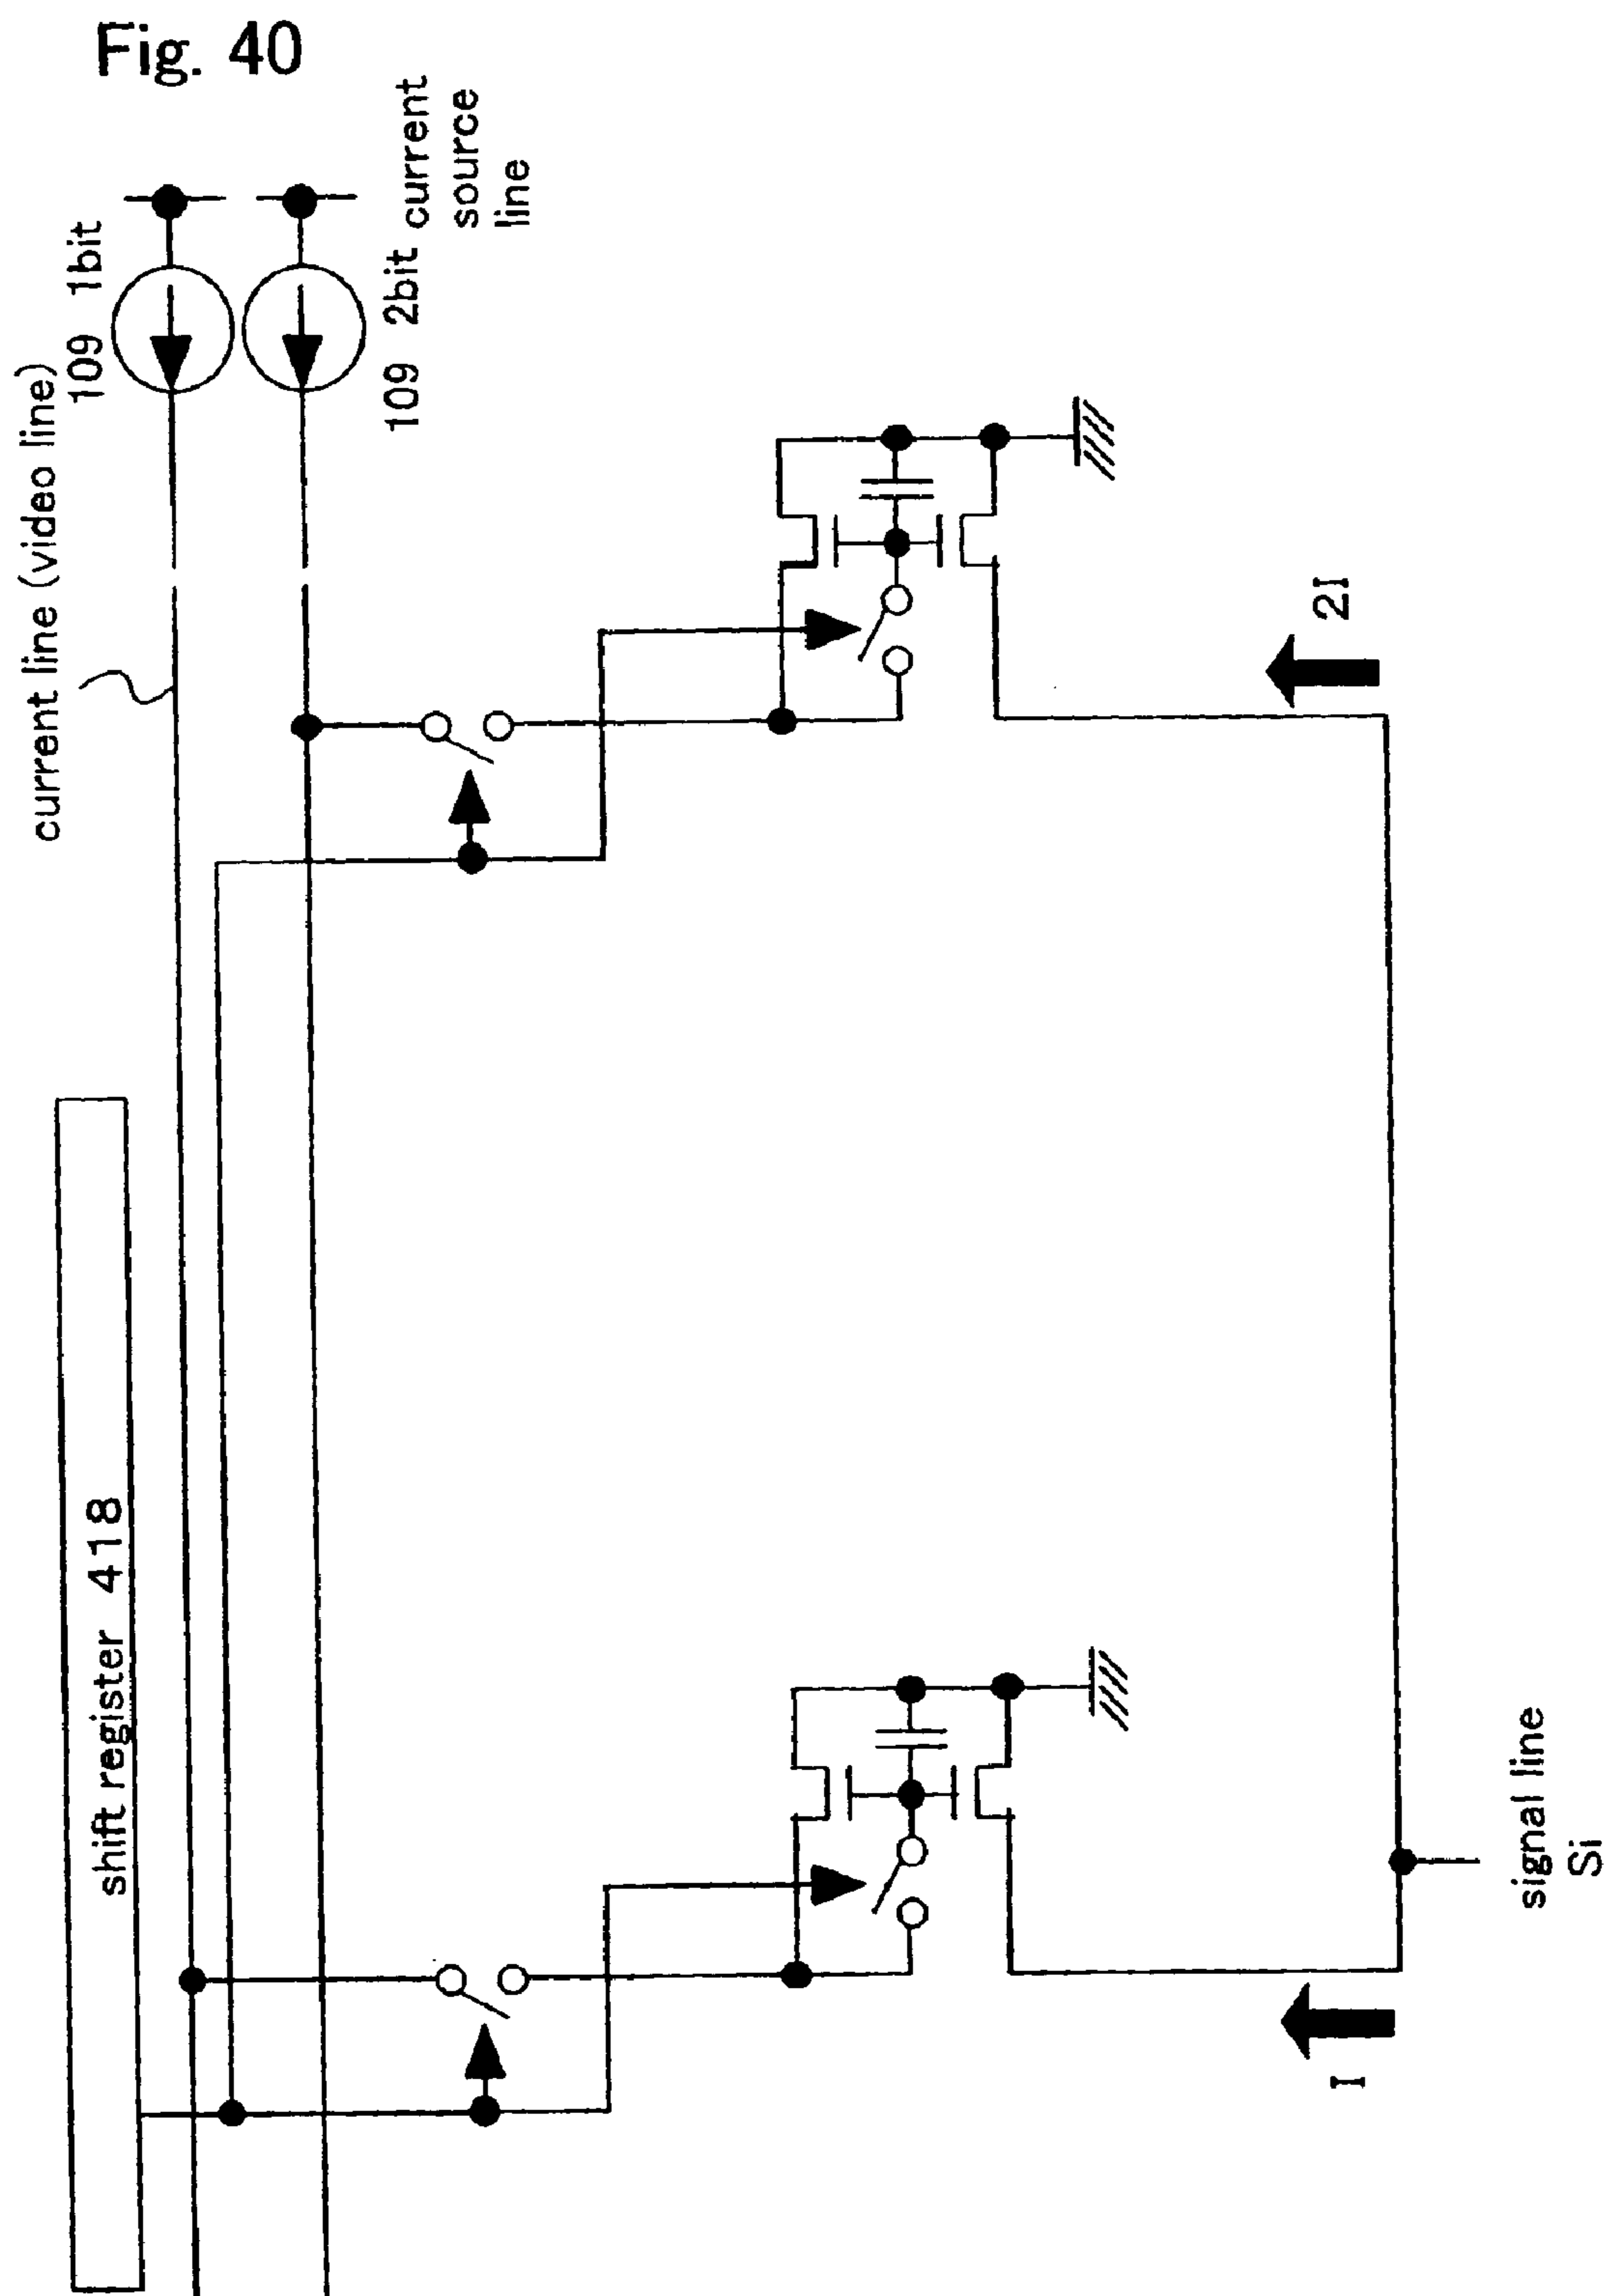 Fig. 40
current line (video line)
109 1bit
109 2bit
current
source
line
shift register 418
2I
I
signal line
Si